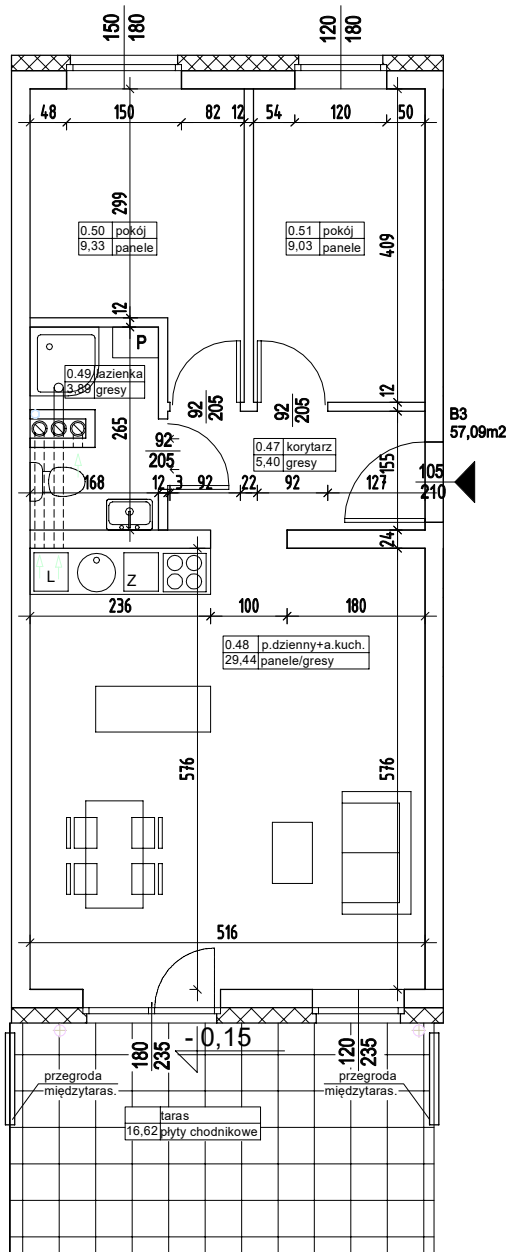 150
180
120
180
48 150 82 12 54 120 50
299
409
0.50 pokój
9,33 panele
0.51 pokój
9,03 panele
12
P
0.49 łazienka
3,89 gresy
265
92
205
92
205
12
B3
57,09m2
92
205
0.47 korytarz
5,40 gresy
155
105
210
168 12 3 92 22 92 127
24
L
Z
236 100 180
0.48 p.dzienny+a.kuch.
29,44 panele/gresy
576
576
516
180
235
- 0,15
120
235
przegroda
międzytaras.
przegroda
międzytaras.
taras
16,62 płyty chodnikowe